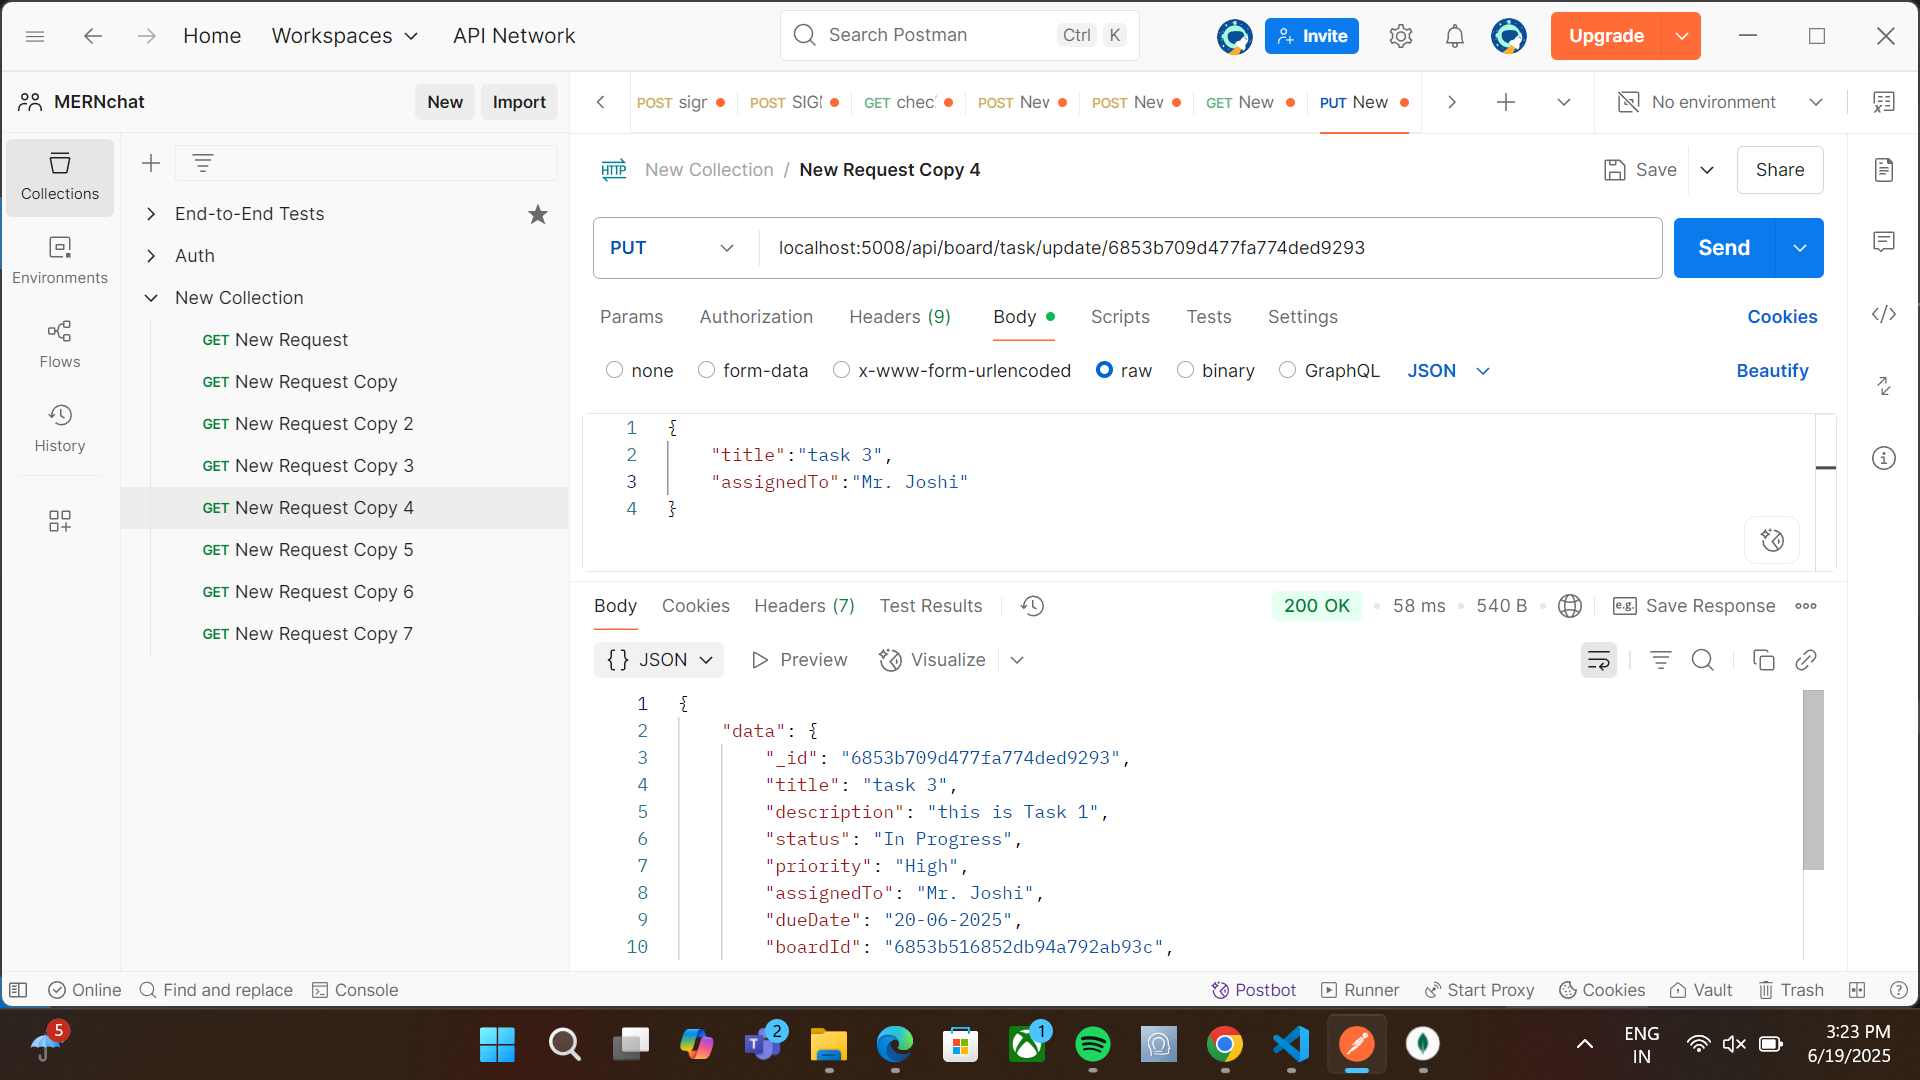 Home Workspaces API Network
Search Postman Ctrl K
Invite Upgrade
MERNchat New Import
POST sigr POST SIGI GET chec POST Nev POST Nev GET New PUT New No environment
Collections
Environments
Flows
History
End-to-End Tests
Auth
New Collection
GET New Request
GET New Request Copy
GET New Request Copy 2
GET New Request Copy 3
GET New Request Copy 4
GET New Request Copy 5
GET New Request Copy 6
GET New Request Copy 7
HTTP New Collection / New Request Copy 4 Save Share
PUT localhost:5008/api/board/task/update/6853b709d477fa774ded9293 Send
Params Authorization Headers (9) Body Scripts Tests Settings Cookies
none form-data x-www-form-urlencoded raw binary GraphQL JSON Beautify
1 {
2 "title":"task 3",
3 "assignedTo":"Mr. Joshi"
4 }
Body Cookies Headers (7) Test Results 200 OK 58 ms 540 B e.g. Save Response
{} JSON Preview Visualize
1 {
2 "data": {
3 "_id": "6853b709d477fa774ded9293",
4 "title": "task 3",
5 "description": "this is Task 1",
6 "status": "In Progress",
7 "priority": "High",
8 "assignedTo": "Mr. Joshi",
9 "dueDate": "20-06-2025",
10 "boardId": "6853b516852db94a792ab93c",
Online Find and replace Console Postbot Runner Start Proxy Cookies Vault Trash
5 2 1
ENG
IN
3:23 PM
6/19/2025